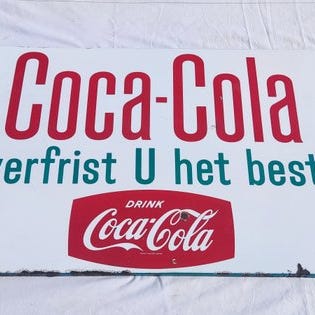 Coca-Cola
verfrist U het best
DRINK
Coca-Cola